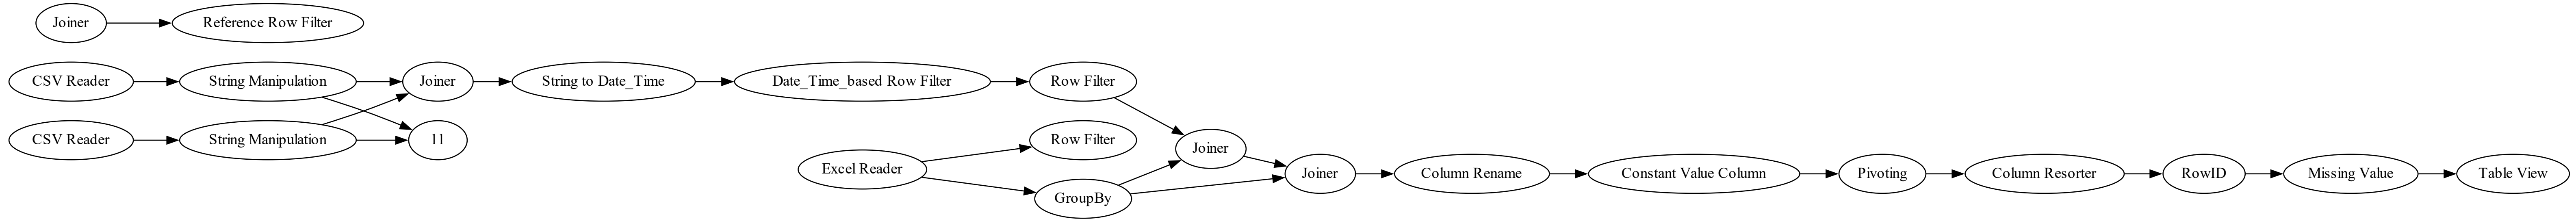 Joiner
Reference Row Filter
CSV Reader
String Manipulation
Joiner
String to Date_Time
Date_Time_based Row Filter
Row Filter
CSV Reader
String Manipulation
11
Row Filter
Joiner
Excel Reader
GroupBy
Joiner
Column Rename
Constant Value Column
Pivoting
Column Resorter
RowID
Missing Value
Table View